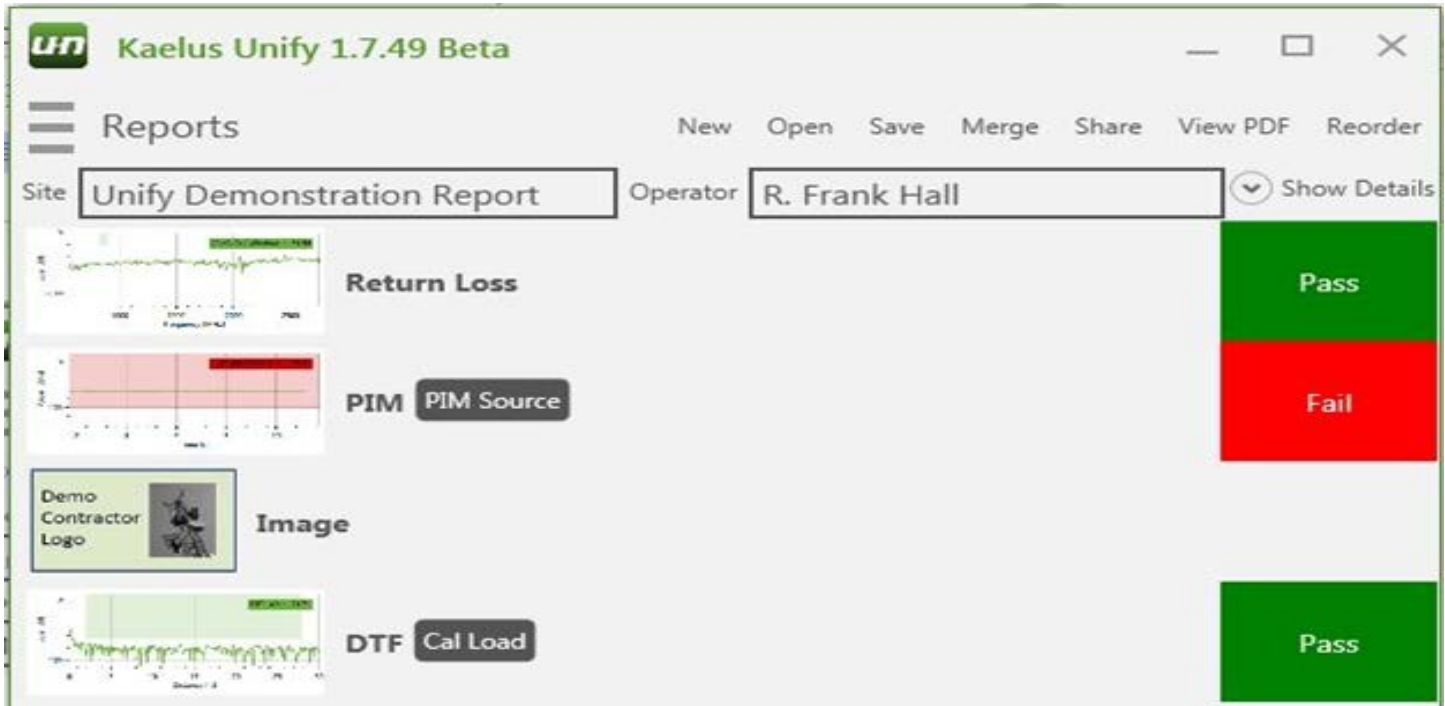 un Kaelus Unify 1.7.49 Beta
Reports New Open Save Merge Share View PDF Reorder
Site Unify Demonstration Report Operator R. Frank Hall Show Details
Return Loss Pass
PIM PIM Source Fail
Demo
Contractor
Logo
Image
DTF Cal Load Pass